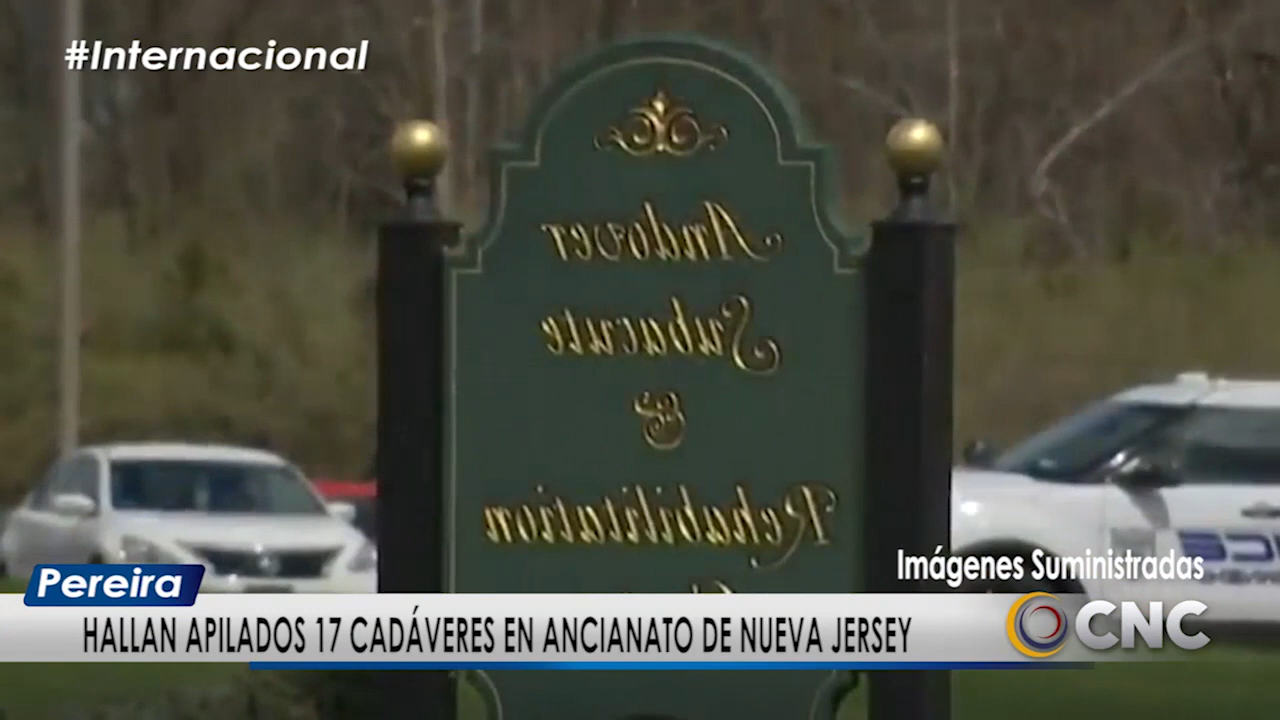 #Internacional
Andover
Subacute
&
Rehabilitation
Imágenes Suministradas
Pereira
HALLAN APILADOS 17 CADÁVERES EN ANCIANATO DE NUEVA JERSEY
CNC